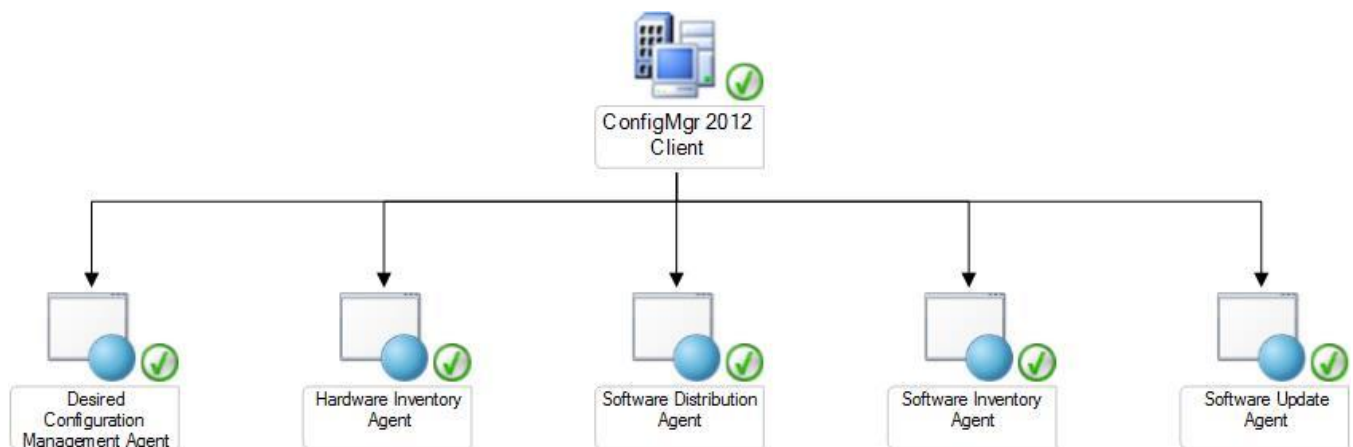 ConfigMgr 2012
Client
Desired
Configuration
Management Agent
Hardware Inventory
Agent
Software Distribution
Agent
Software Inventory
Agent
Software Update
Agent